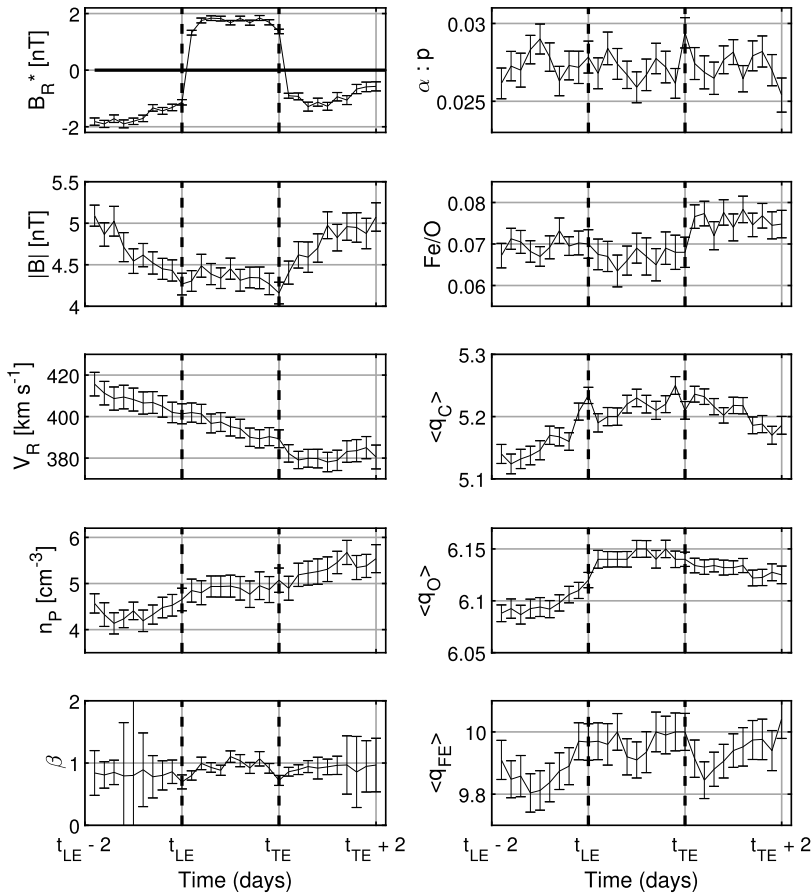 B_R* [nT]
2
0
-2
|B| [nT]
5.5
5
4.5
4
V_R [km s^-1]
420
400
380
n_P [cm^-3]
6
5
4
β
2
1
0
t_LE - 2
t_LE
t_TE
t_TE + 2
Time (days)
α : p
0.03
0.025
Fe/O
0.08
0.07
0.06
<q_C>
5.3
5.2
5.1
<q_O>
6.15
6.1
6.05
<q_FE>
10
9.8
t_LE - 2
t_LE
t_TE
t_TE + 2
Time (days)